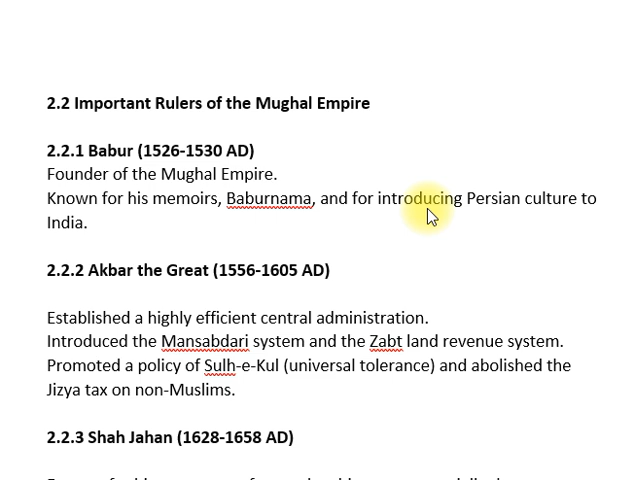 2.2 Important Rulers of the Mughal Empire
2.2.1 Babur (1526-1530 AD)
Founder of the Mughal Empire.
Known for his memoirs, Baburnama, and for introducing Persian culture to
India.
2.2.2 Akbar the Great (1556-1605 AD)
Established a highly efficient central administration.
Introduced the Mansabdari system and the Zabt land revenue system.
Promoted a policy of Sulh-e-Kul (universal tolerance) and abolished the
Jizya tax on non-Muslims.
2.2.3 Shah Jahan (1628-1658 AD)